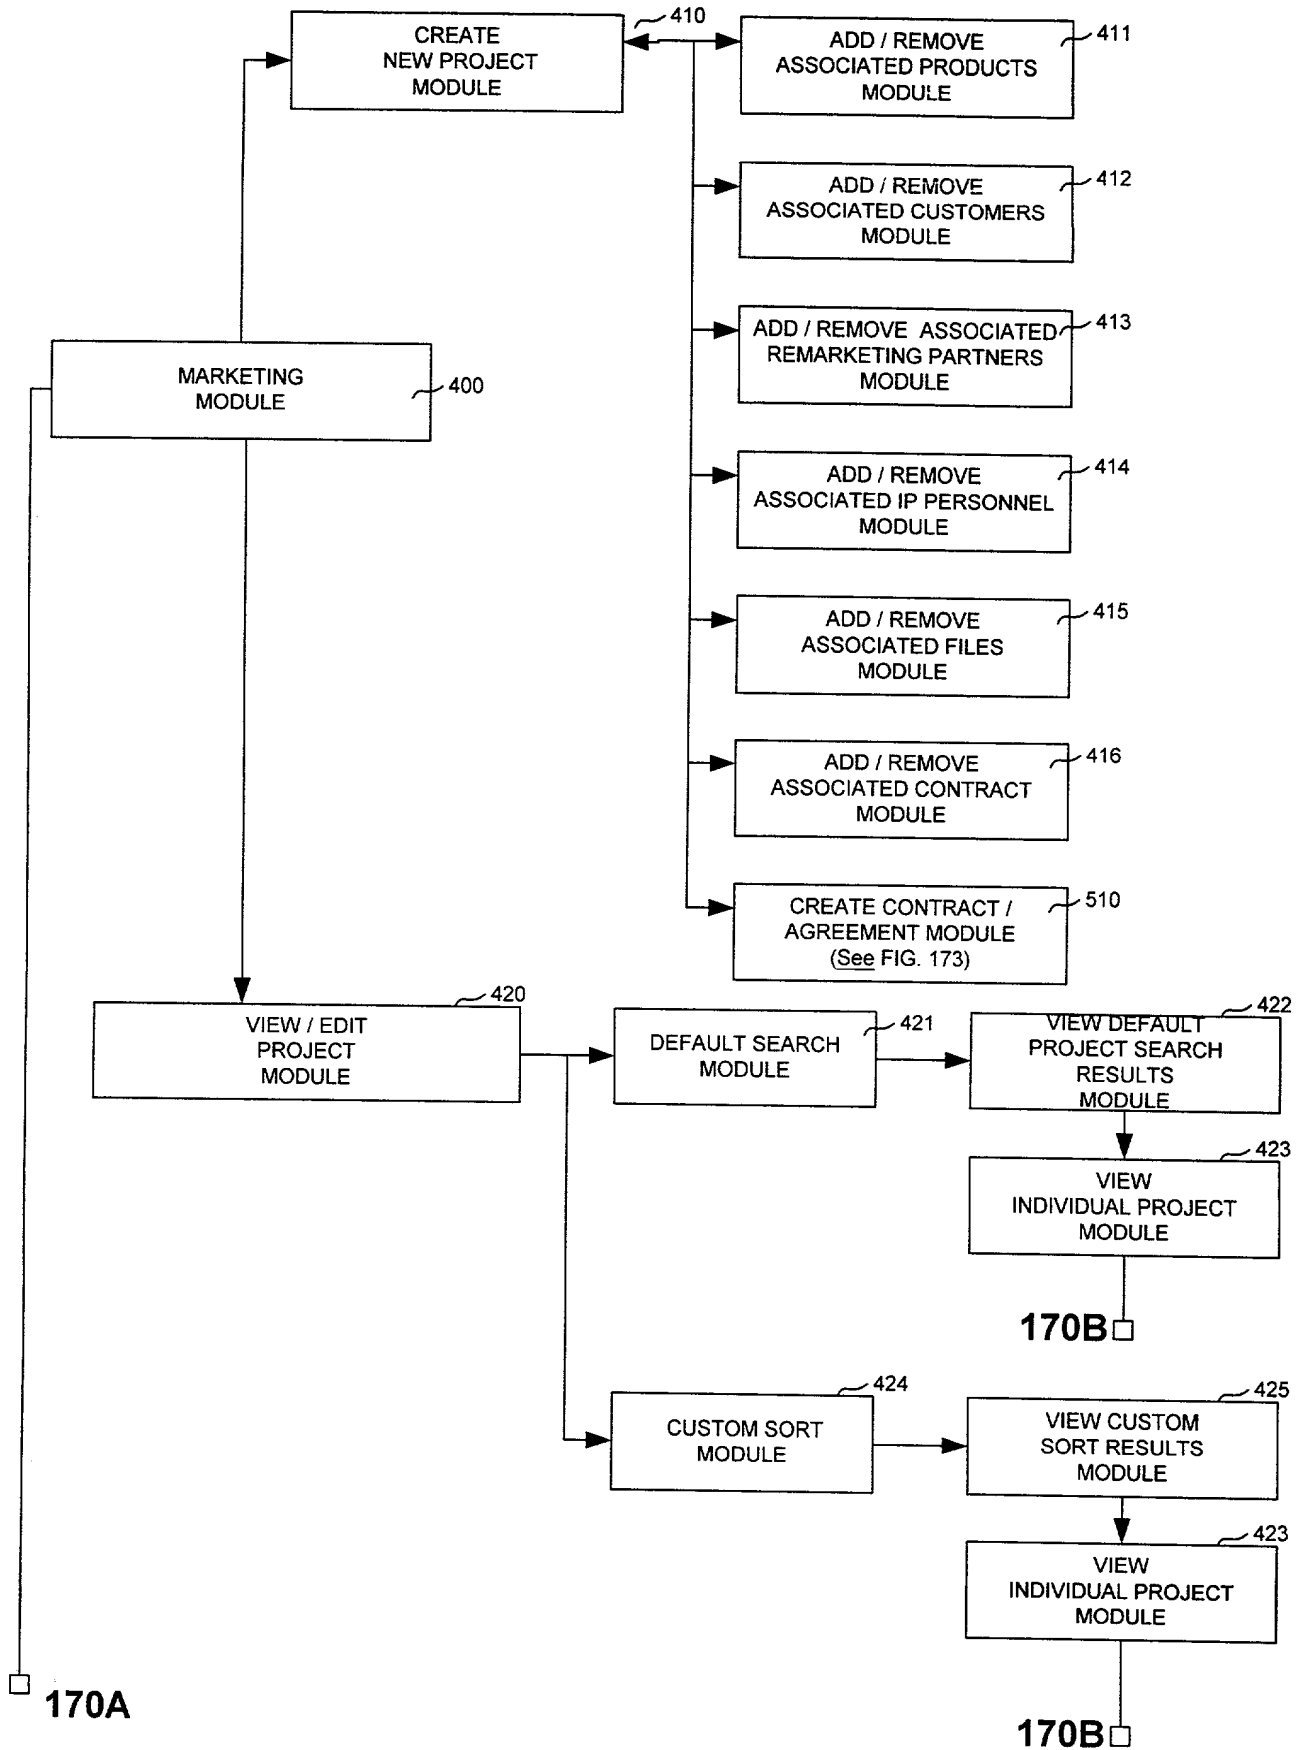 CREATE
NEW PROJECT
MODULE
410
ADD / REMOVE
ASSOCIATED PRODUCTS
MODULE
411
ADD / REMOVE
ASSOCIATED CUSTOMERS
MODULE
412
ADD / REMOVE ASSOCIATED
REMARKETING PARTNERS
MODULE
413
MARKETING
MODULE
400
ADD / REMOVE
ASSOCIATED IP PERSONNEL
MODULE
414
ADD / REMOVE
ASSOCIATED FILES
MODULE
415
ADD / REMOVE
ASSOCIATED CONTRACT
MODULE
416
CREATE CONTRACT /
AGREEMENT MODULE
(See FIG. 173)
510
VIEW / EDIT
PROJECT
MODULE
420
DEFAULT SEARCH
MODULE
421
VIEW DEFAULT
PROJECT SEARCH
RESULTS
MODULE
422
VIEW
INDIVIDUAL PROJECT
MODULE
423
170B
CUSTOM SORT
MODULE
424
VIEW CUSTOM
SORT RESULTS
MODULE
425
VIEW
INDIVIDUAL PROJECT
MODULE
423
170A
170B